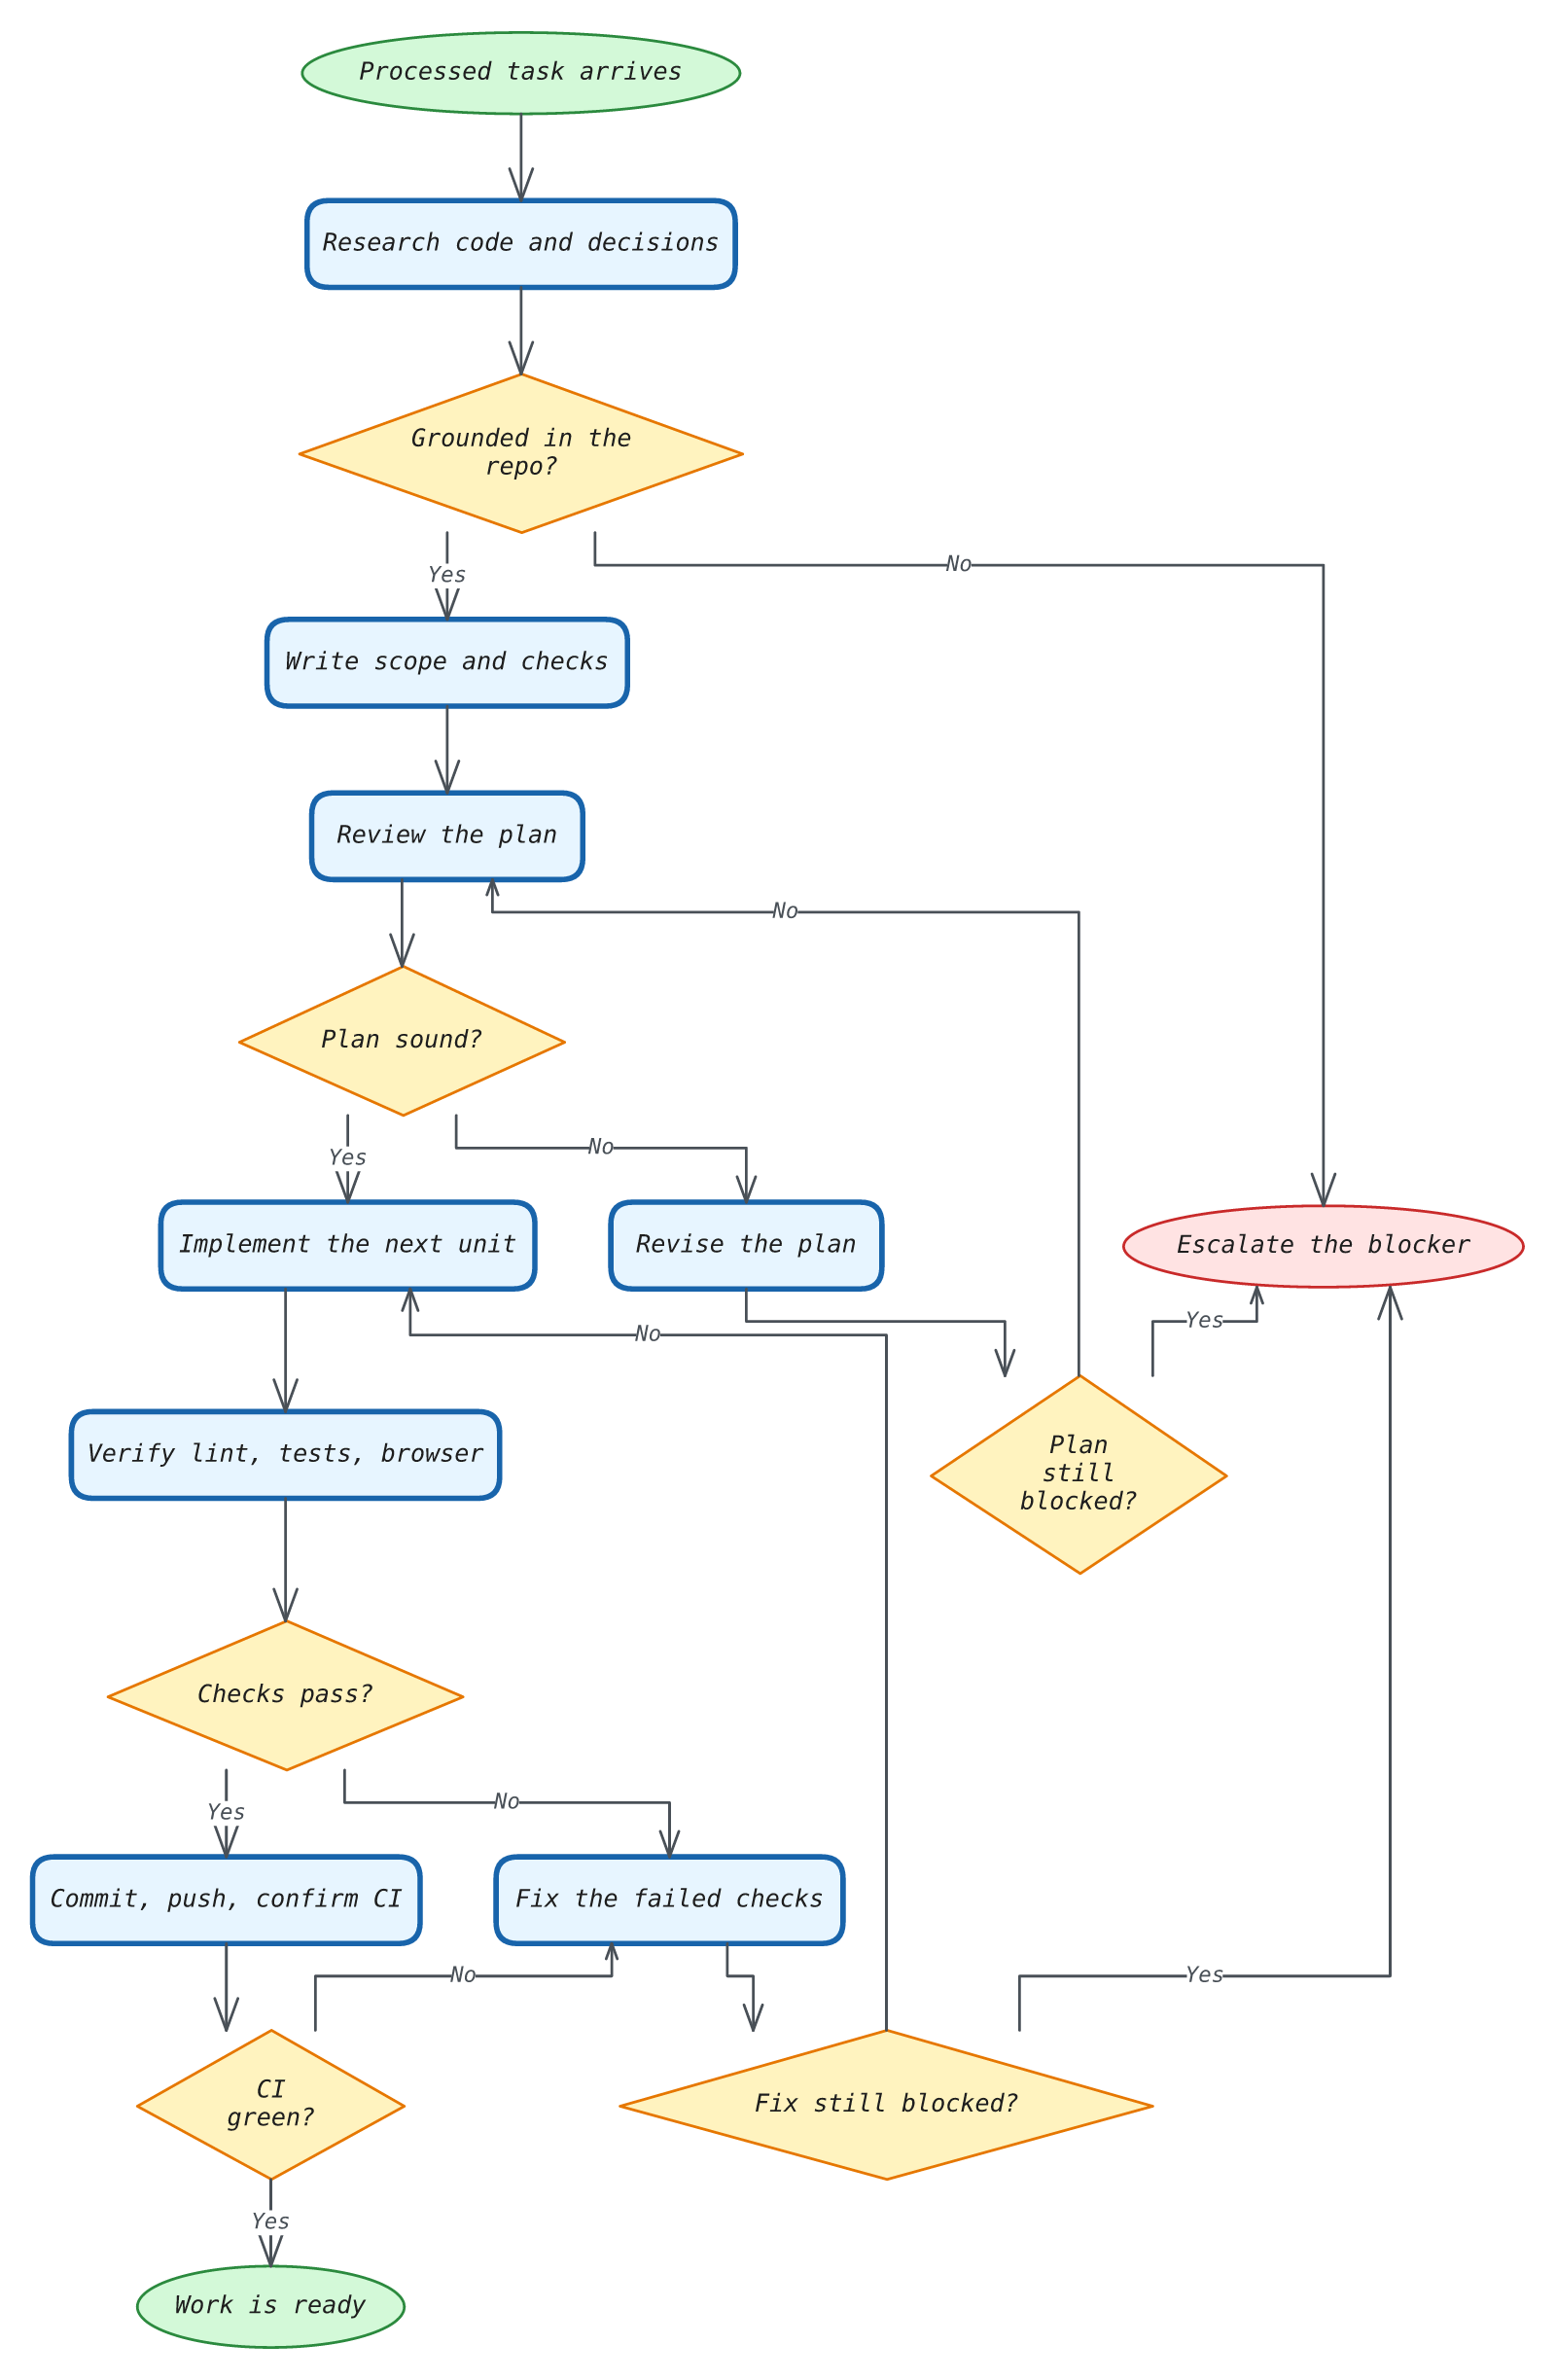 Processed task arrives
Research code and decisions
Grounded in the
repo?
No
Yes
Write scope and checks
Review the plan
No
Plan sound?
No
Yes
Implement the next unit
Revise the plan
Escalate the blocker
Yes
No
Plan
still
blocked?
Verify lint, tests, browser
Checks pass?
No
Yes
Commit, push, confirm CI
Fix the failed checks
No
Yes
CI
green?
Fix still blocked?
Yes
Work is ready